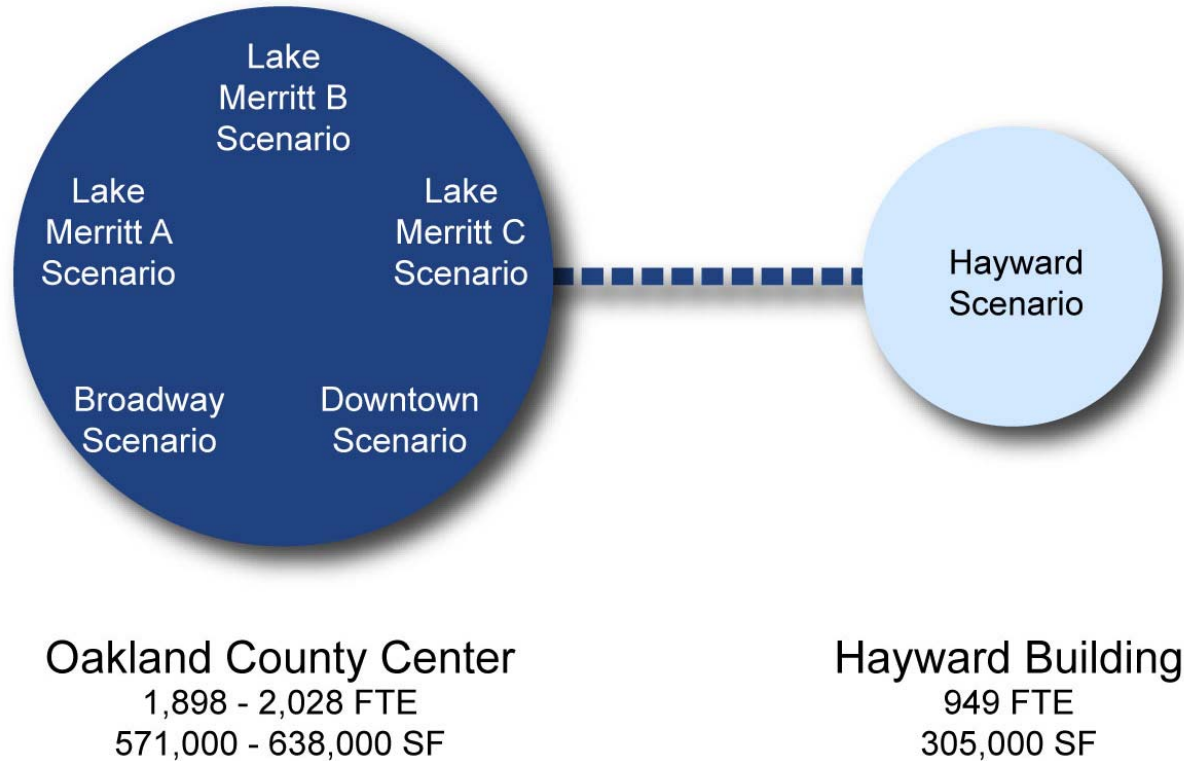 Lake
Merritt B
Scenario
Lake
Merritt A
Scenario
Lake
Merritt C
Scenario
Broadway
Scenario
Downtown
Scenario
Hayward
Scenario
Oakland County Center
1,898 - 2,028 FTE
571,000 - 638,000 SF
Hayward Building
949 FTE
305,000 SF